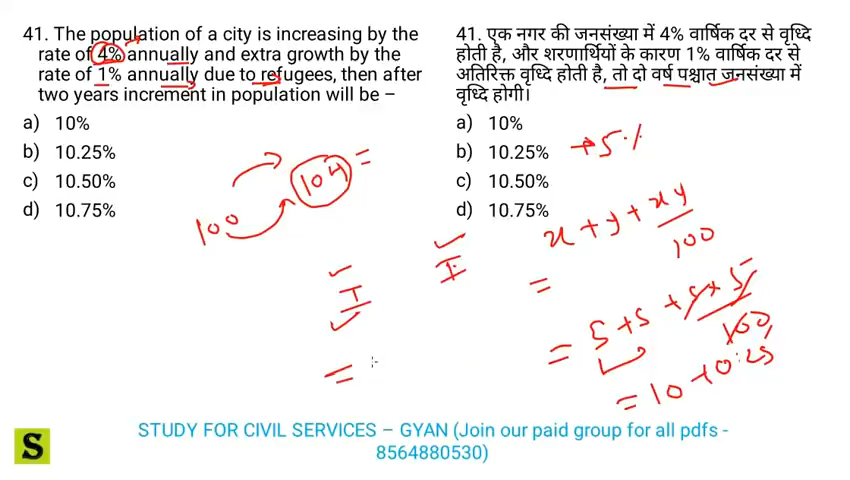 41. The population of a city is increasing by the
rate of 4% annually and extra growth by the
rate of 1% annually due to refugees, then after
two years increment in population will be –
a) 10%
b) 10.25%
c) 10.50%
d) 10.75%
41. एक नगर की जनसंख्या में 4% वार्षिक दर से वृध्दि
होती है, और शरणार्थियों के कारण 1% वार्षिक दर से
अतिरिक्त वृध्दि होती है, तो दो वर्ष पश्चात जनसंख्या में
वृध्दि होगी।
a) 10%
b) 10.25%
c) 10.50%
d) 10.75%
→5%
100
104 =
x + y + xy/100
=
I
I
= 5+5 + 5×5/100
= 10+0.25
=
S
STUDY FOR CIVIL SERVICES – GYAN (Join our paid group for all pdfs -
8564880530)